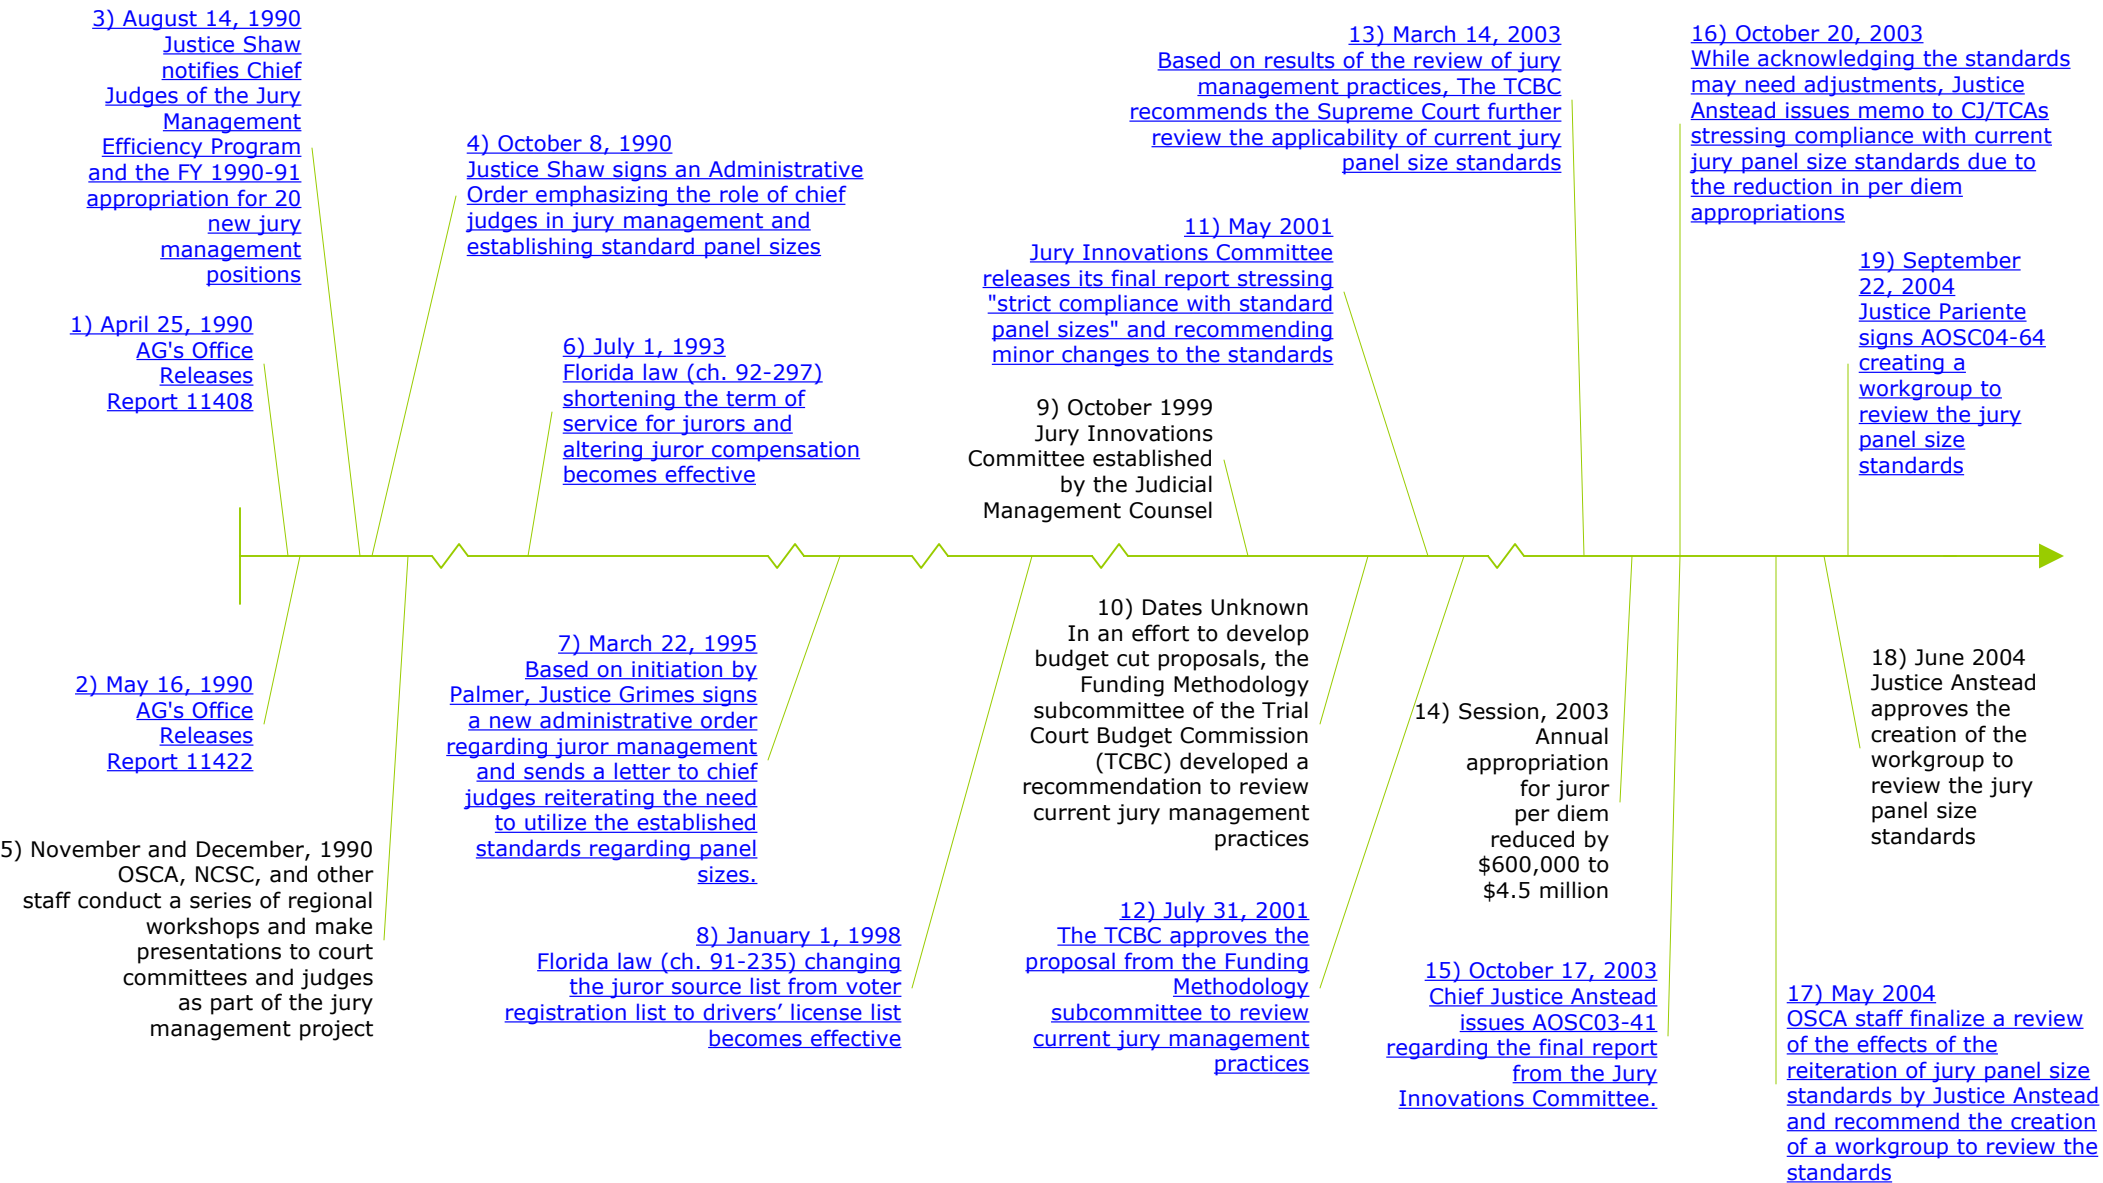 3) August 14, 1990
Justice Shaw
notifies Chief
Judges of the Jury
Management
Efficiency Program
and the FY 1990-91
appropriation for 20
new jury
management
positions
1) April 25, 1990
AG's Office
Releases
Report 11408
4) October 8, 1990
Justice Shaw signs an Administrative
Order emphasizing the role of chief
judges in jury management and
establishing standard panel sizes
6) July 1, 1993
Florida law (ch. 92-297)
shortening the term of
service for jurors and
altering juror compensation
becomes effective
13) March 14, 2003
Based on results of the review of jury
management practices, The TCBC
recommends the Supreme Court further
review the applicability of current jury
panel size standards
11) May 2001
Jury Innovations Committee
releases its final report stressing
"strict compliance with standard
panel sizes" and recommending
minor changes to the standards
9) October 1999
Jury Innovations
Committee established
by the Judicial
Management Counsel
16) October 20, 2003
While acknowledging the standards
may need adjustments, Justice
Anstead issues memo to CJ/TCAs
stressing compliance with current
jury panel size standards due to
the reduction in per diem
appropriations
19) September
22, 2004
Justice Pariente
signs AOSC04-64
creating a
workgroup to
review the jury
panel size
standards
2) May 16, 1990
AG's Office
Releases
Report 11422
5) November and December, 1990
OSCA, NCSC, and other
staff conduct a series of regional
workshops and make
presentations to court
committees and judges
as part of the jury
management project
7) March 22, 1995
Based on initiation by
Palmer, Justice Grimes signs
a new administrative order
regarding juror management
and sends a letter to chief
judges reiterating the need
to utilize the established
standards regarding panel
sizes.
8) January 1, 1998
Florida law (ch. 91-235) changing
the juror source list from voter
registration list to drivers’ license list
becomes effective
10) Dates Unknown
In an effort to develop
budget cut proposals, the
Funding Methodology
subcommittee of the Trial
Court Budget Commission
(TCBC) developed a
recommendation to review
current jury management
practices
12) July 31, 2001
The TCBC approves the
proposal from the Funding
Methodology
subcommittee to review
current jury management
practices
14) Session, 2003
Annual
appropriation
for juror
per diem
reduced by
$600,000 to
$4.5 million
15) October 17, 2003
Chief Justice Anstead
issues AOSC03-41
regarding the final report
from the Jury
Innovations Committee.
18) June 2004
Justice Anstead
approves the
creation of the
workgroup to
review the jury
panel size
standards
17) May 2004
OSCA staff finalize a review
of the effects of the
reiteration of jury panel size
standards by Justice Anstead
and recommend the creation
of a workgroup to review the
standards